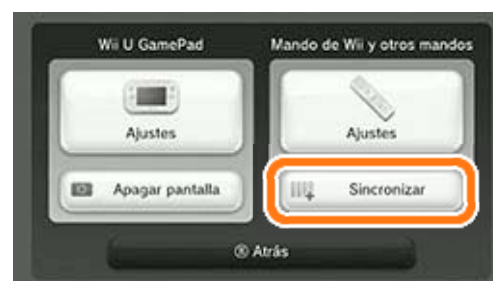 Wii U GamePad
Mando de Wii y otros mandos
Ajustes
Ajustes
Apagar pantalla
Sincronizar
Ⓑ Atrás